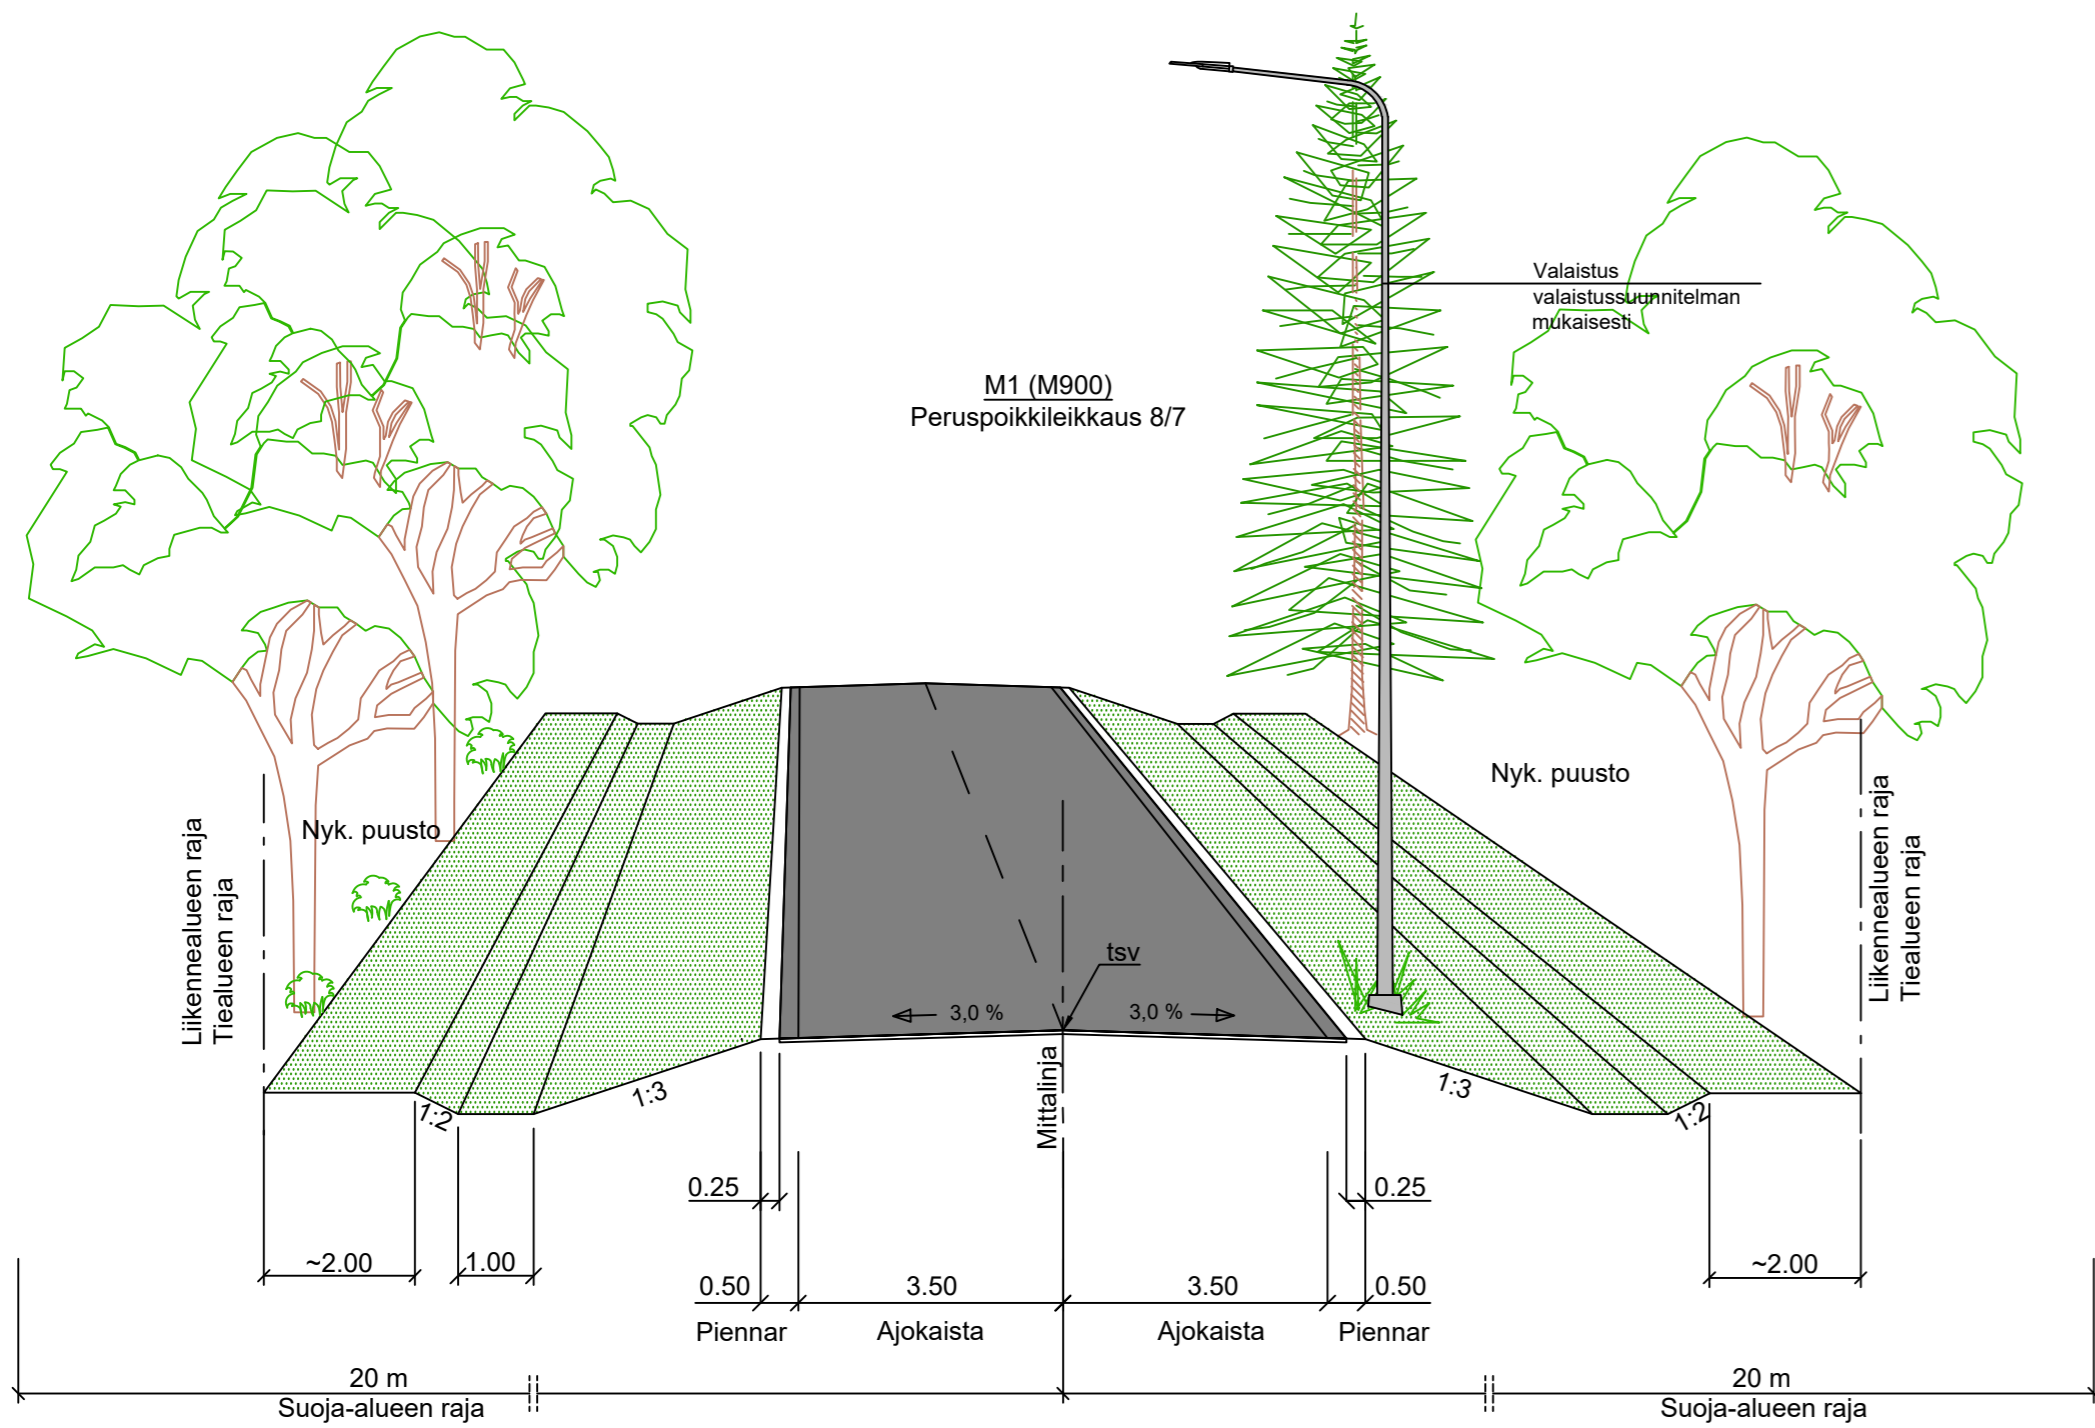 Valaistus
valaistussuunnitelman
mukaisesti
M1 (M900)
Peruspoikkileikkaus 8/7
Nyk. puusto
Nyk. puusto
Liikennealueen raja
Tiealueen raja
Liikennealueen raja
Tiealueen raja
tsv
3,0 %
3,0 %
Mittalinja
1:2
1:3
1:3
1:2
0.25
0.25
~2.00
1.00
~2.00
0.50
3.50
3.50
0.50
Piennar
Ajokaista
Ajokaista
Piennar
20 m
20 m
Suoja-alueen raja
Suoja-alueen raja